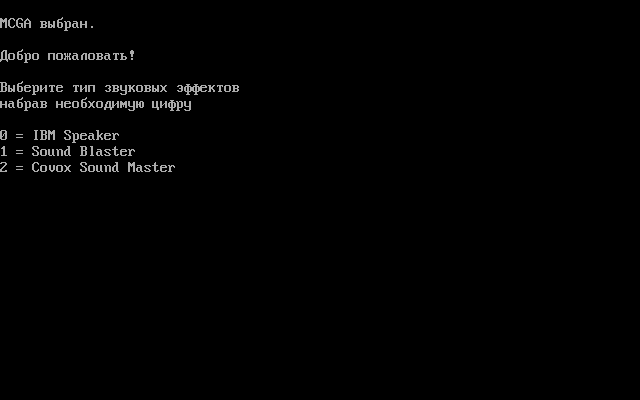 MCGA выбран.
Добро пожаловать!
Выберите тип звуковых эффектов
набрав необходимую цифру
0 = IBM Speaker
1 = Sound Blaster
2 = Covox Sound Master